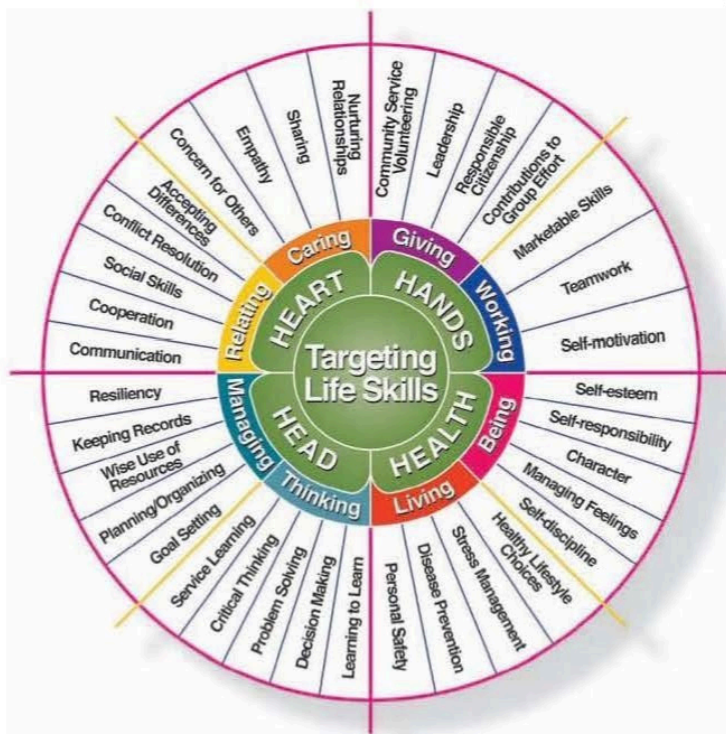 Targeting
Life Skills
HEART
HANDS
HEALTH
HEAD
Caring
Giving
Working
Being
Living
Thinking
Managing
Relating
Nurturing
Relationships
Sharing
Empathy
Concern for Others
Community Service
Volunteering
Leadership
Responsible
Citizenship
Contributions to
Group Effort
Marketable Skills
Teamwork
Self-motivation
Self-esteem
Self-responsibility
Character
Managing Feelings
Self-discipline
Healthy Lifestyle
Choices
Stress Management
Disease Prevention
Personal Safety
Learning to Learn
Decision Making
Problem Solving
Critical Thinking
Service Learning
Goal Setting
Planning/Organizing
Wise Use of
Resources
Keeping Records
Resiliency
Communication
Cooperation
Social Skills
Conflict Resolution
Accepting
Differences